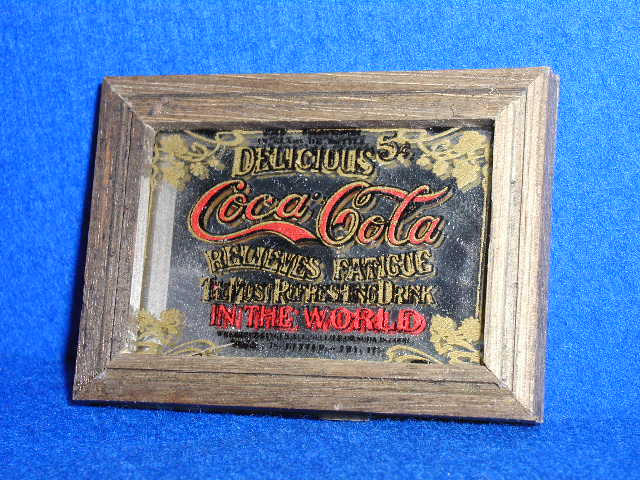 DELICIOUS 5¢
Coca-Cola
RELIEVES FATIGUE
The Most Refreshing Drink
IN THE WORLD